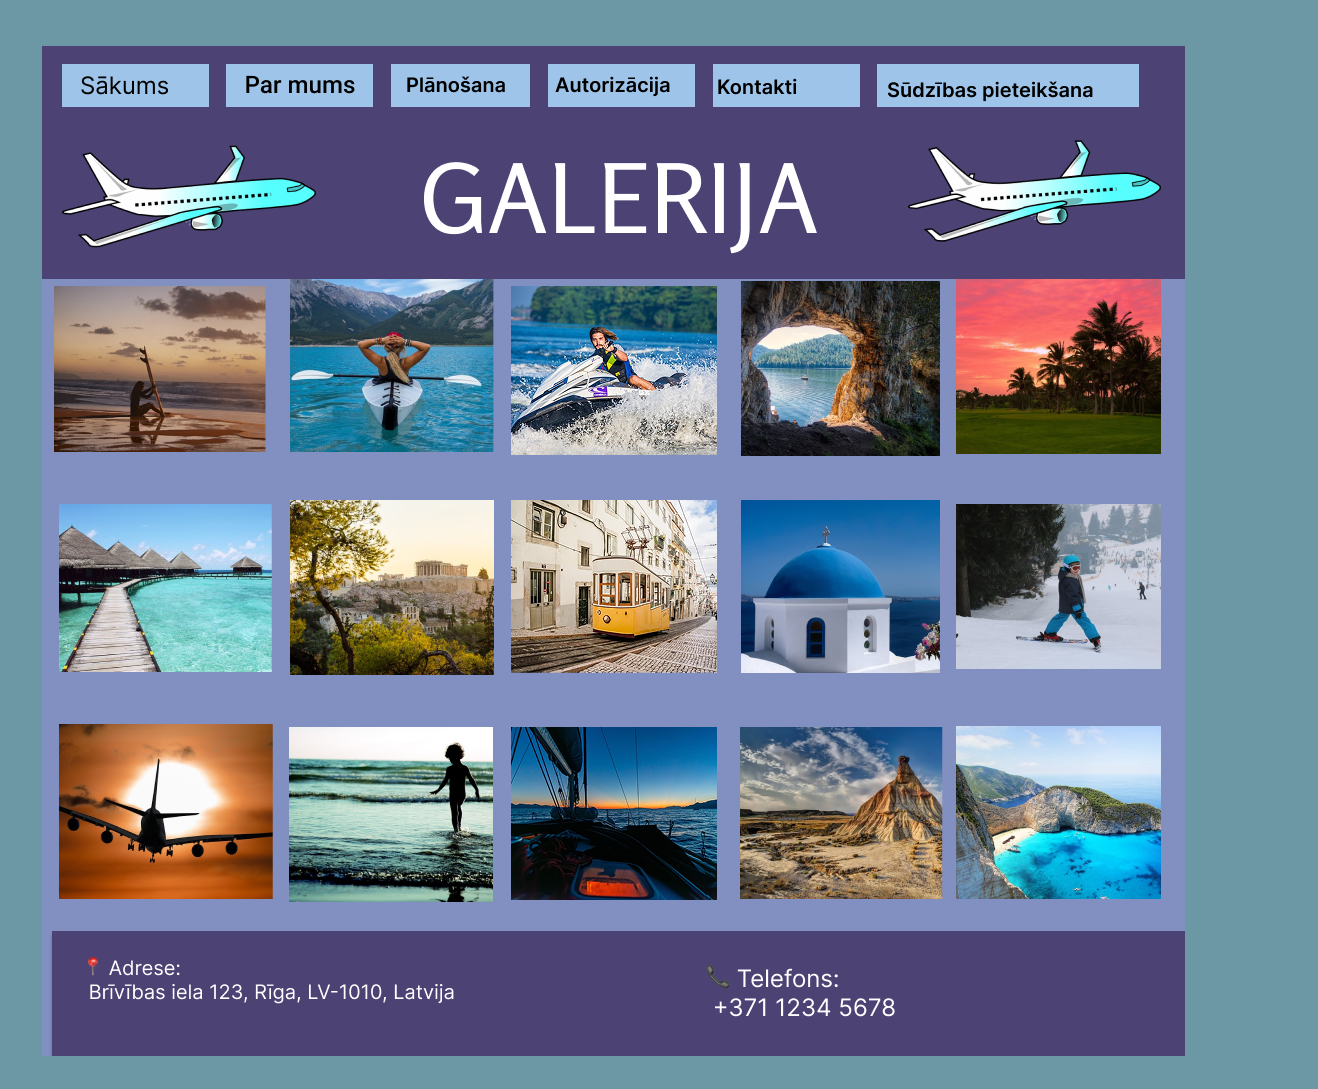 Sākums
Par mums
Plānošana
Autorizācija
Kontakti
Sūdzības pieteikšana
GALERIJA
📍 Adrese:
Brīvības iela 123, Rīga, LV-1010, Latvija
📞 Telefons:
+371 1234 5678